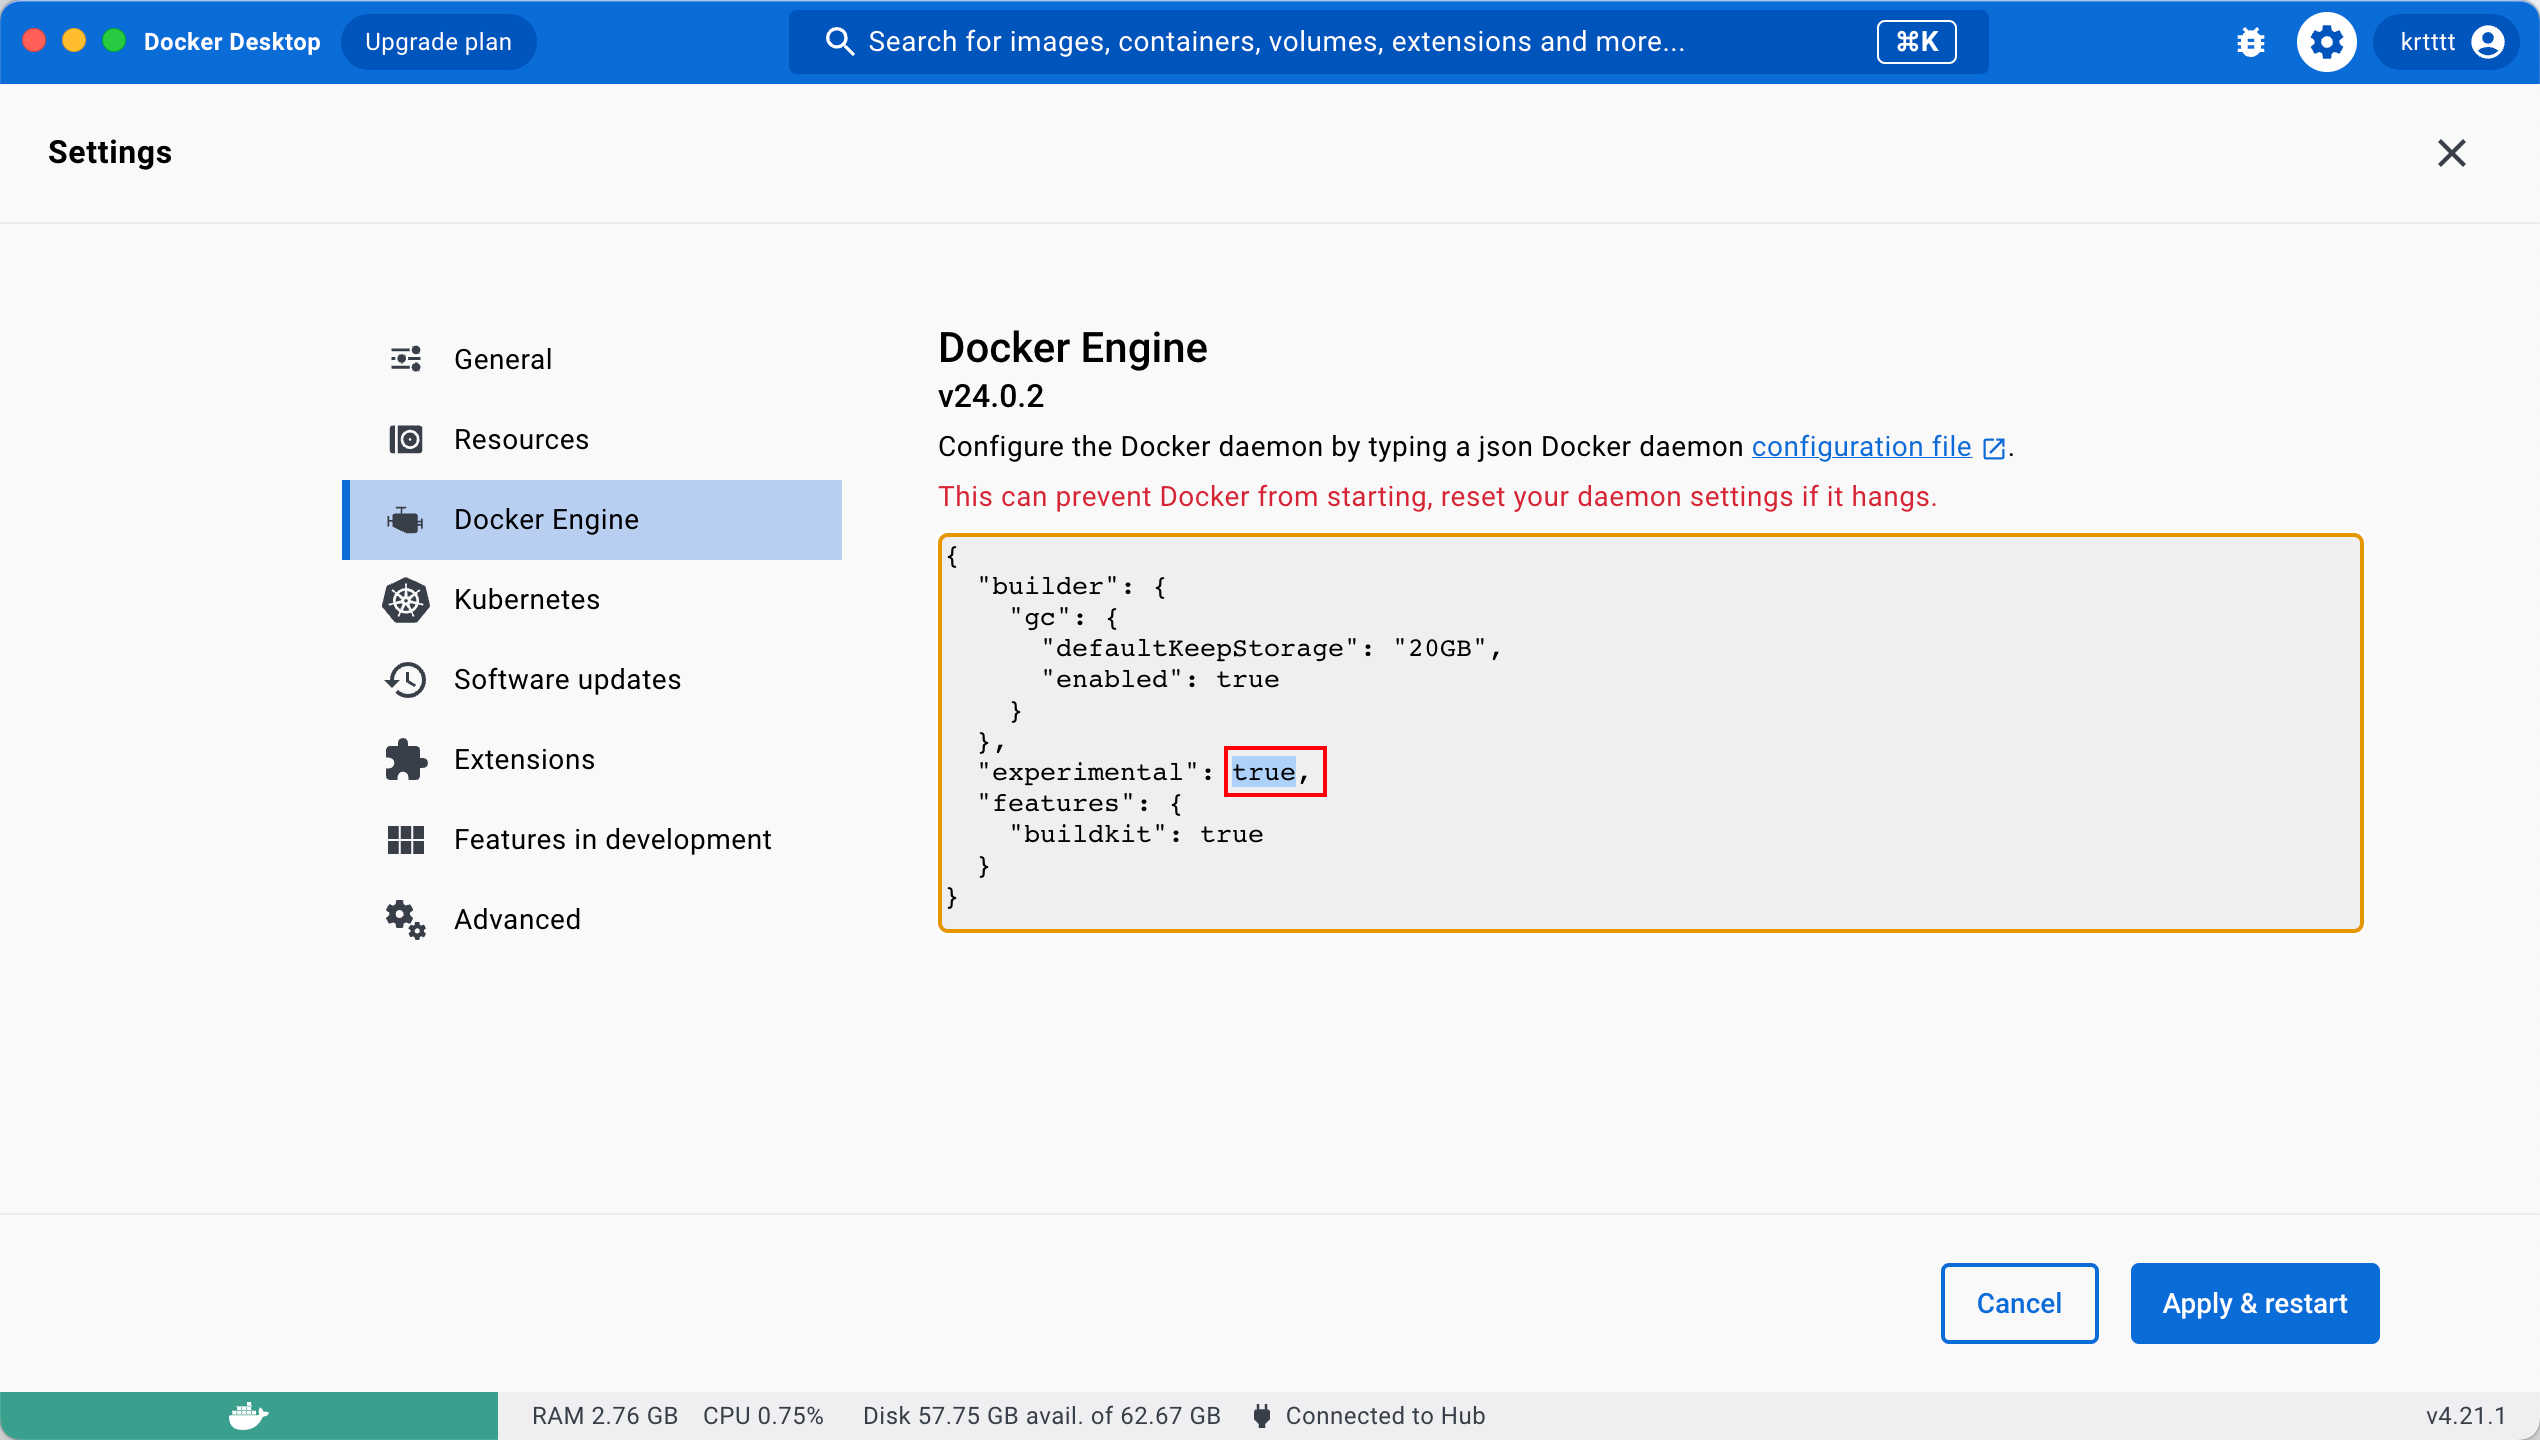 Docker Desktop
Upgrade plan
Search for images, containers, volumes, extensions and more...
⌘K
krtttt
Settings
General
Resources
Docker Engine
Kubernetes
Software updates
Extensions
Features in development
Advanced
Docker Engine
v24.0.2
Configure the Docker daemon by typing a json Docker daemon configuration file.
This can prevent Docker from starting, reset your daemon settings if it hangs.
{
  "builder": {
    "gc": {
      "defaultKeepStorage": "20GB",
      "enabled": true
    }
  },
  "experimental": true,
  "features": {
    "buildkit": true
  }
}
Cancel
Apply & restart
RAM 2.76 GB
CPU 0.75%
Disk 57.75 GB avail. of 62.67 GB
Connected to Hub
v4.21.1